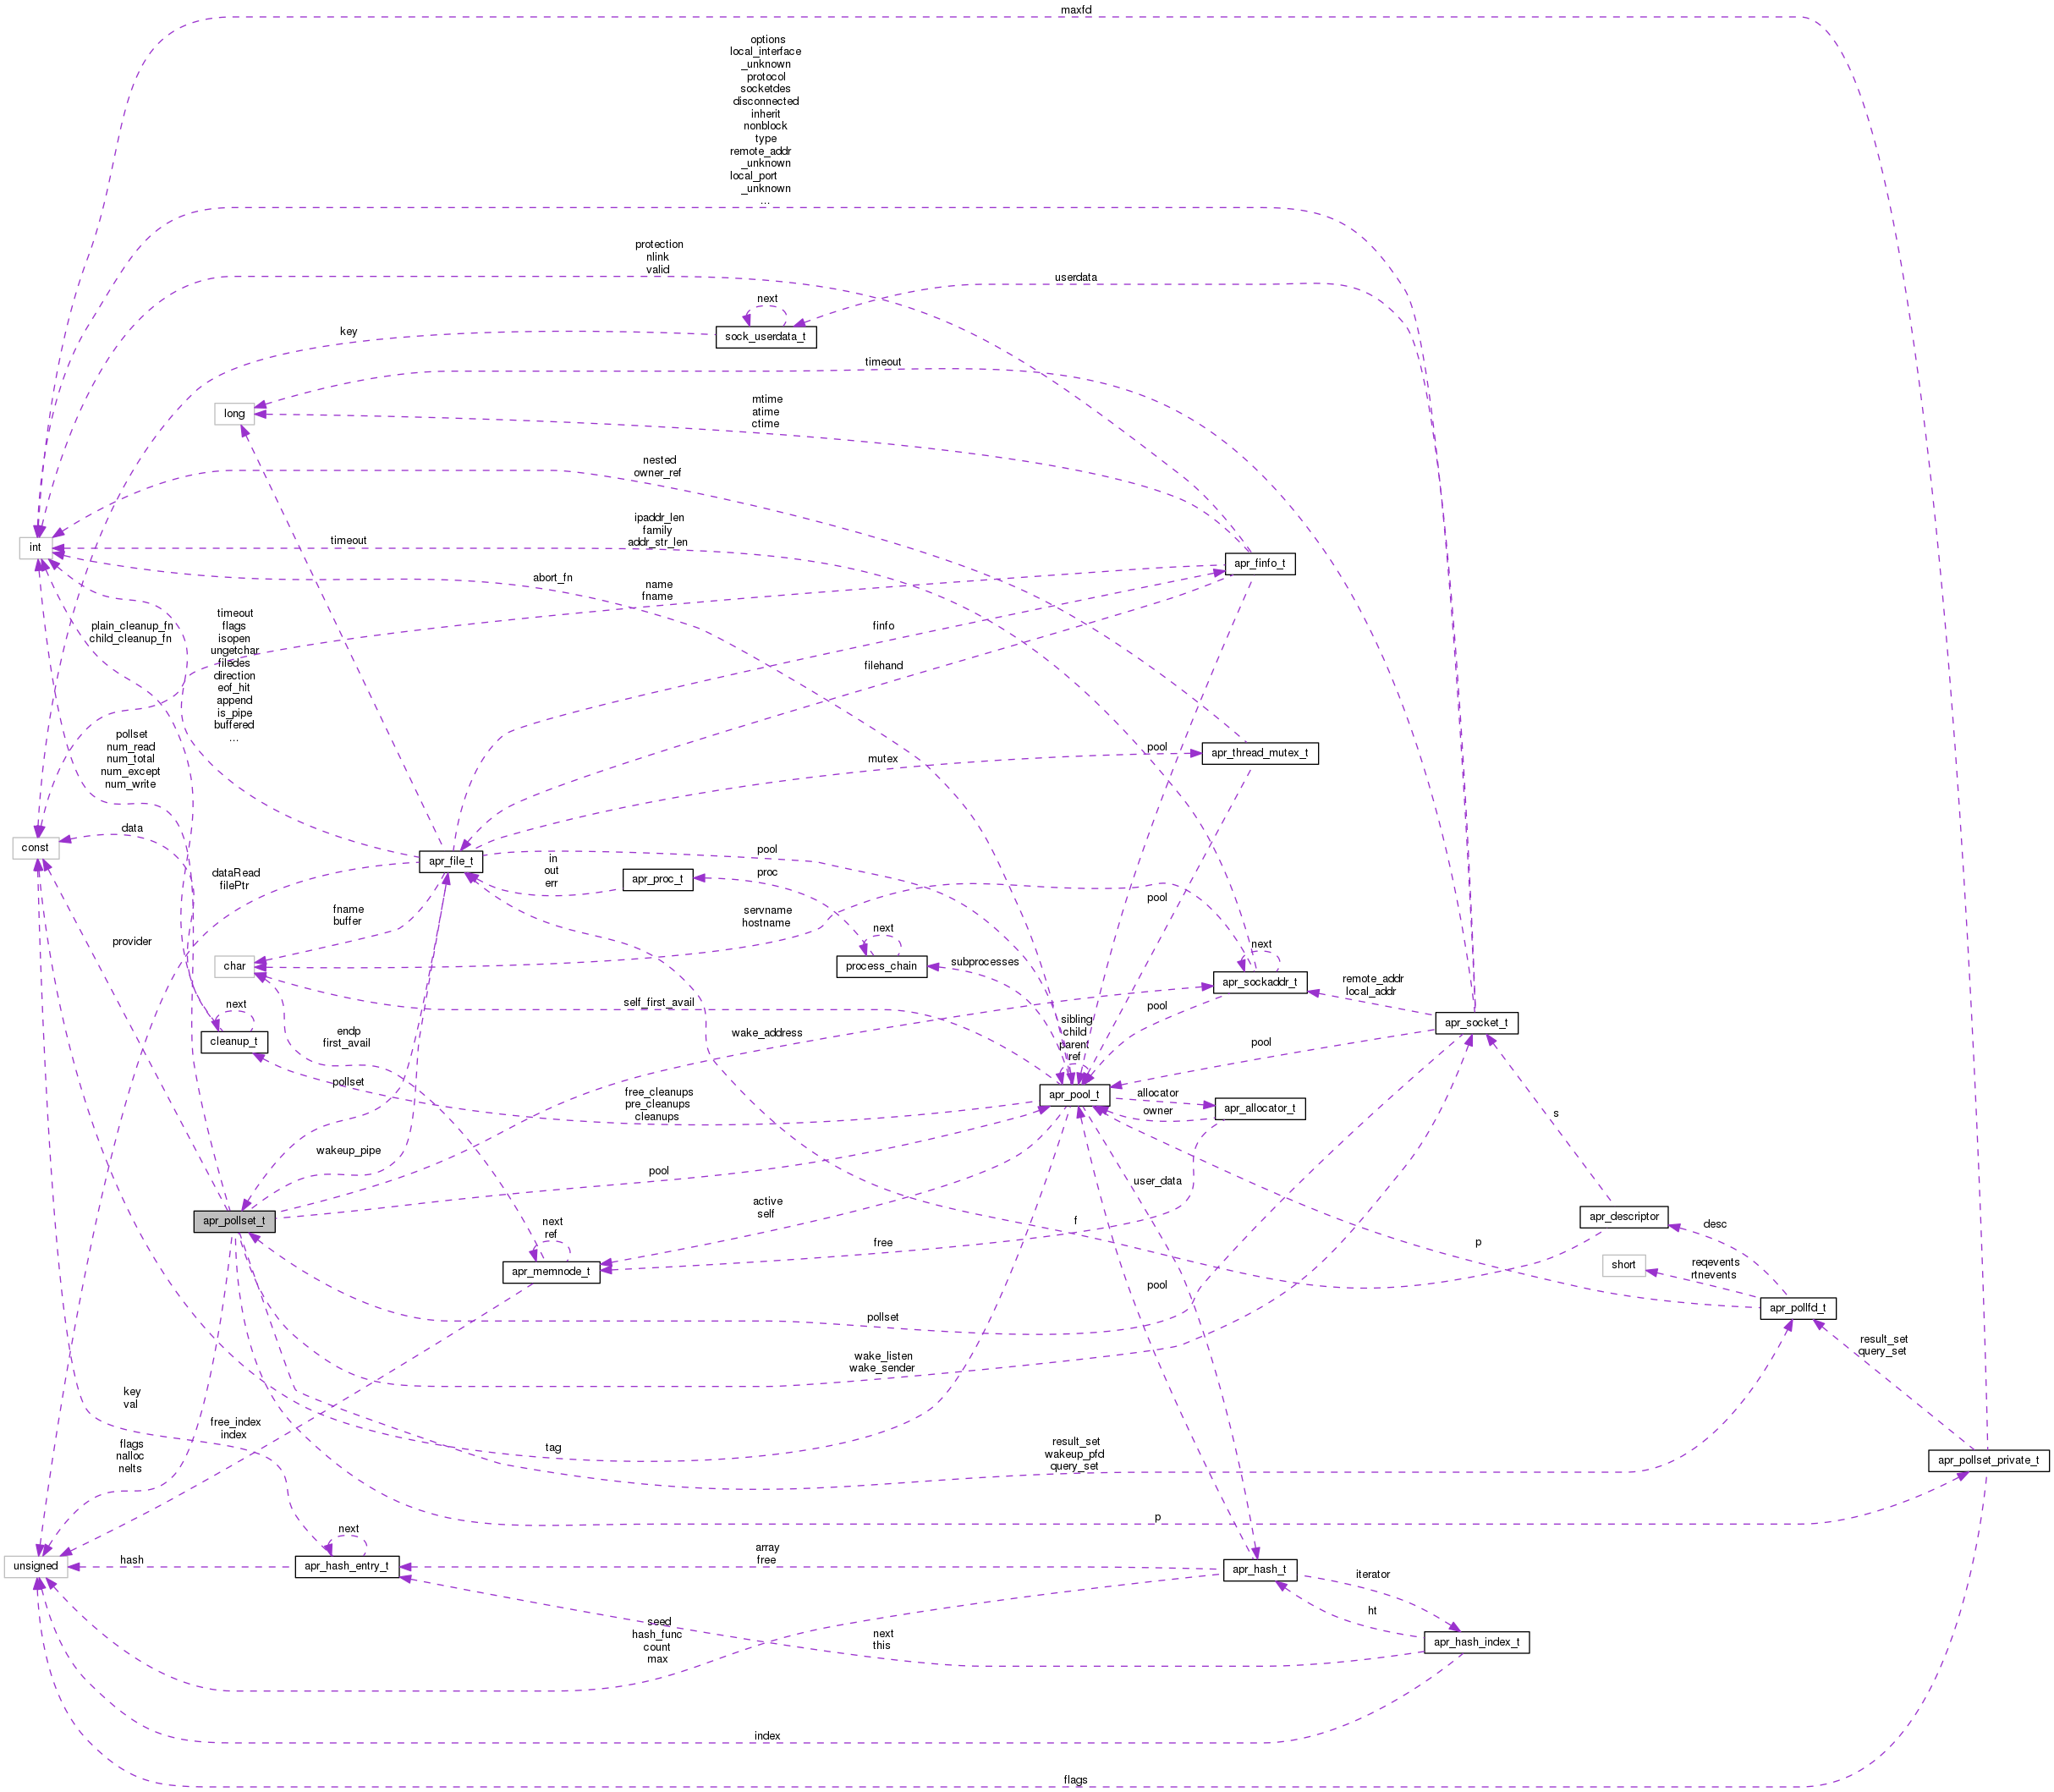 maxfd
options
local_interface
_unknown
protocol
socketdes
disconnected
inherit
nonblock
type
remote_addr
_unknown
local_port
_unknown
...
protection
nlink
valid
userdata
next
sock_userdata_t
key
timeout
long
mtime
atime
ctime
nested
owner_ref
int
timeout
ipaddr_len
family
addr_str_len
apr_finfo_t
abort_fn
name
fname
plain_cleanup_fn
child_cleanup_fn
timeout
flags
isopen
ungetchar
filedes
direction
eof_hit
append
is_pipe
buffered
...
finfo
filehand
pollset
num_read
num_total
num_except
num_write
mutex
pool
apr_thread_mutex_t
data
const
apr_file_t
pool
in
out
err
apr_proc_t
proc
dataRead
filePtr
pool
fname
buffer
servname
hostname
next
provider
char
process_chain
subprocesses
next
apr_sockaddr_t
remote_addr
local_addr
self_first_avail
pool
apr_socket_t
next
cleanup_t
endp
first_avail
wake_address
sibling
child
parent
ref
pool
pollset
free_cleanups
pre_cleanups
cleanups
apr_pool_t
allocator
owner
apr_allocator_t
s
wakeup_pipe
pool
user_data
apr_pollset_t
active
self
next
ref
free
f
apr_descriptor
desc
p
apr_memnode_t
pool
short
reqevents
rtnevents
apr_pollfd_t
pollset
result_set
query_set
wake_listen
wake_sender
key
val
free_index
index
flags
nalloc
nelts
tag
result_set
wakeup_pfd
query_set
apr_pollset_private_t
p
next
unsigned
hash
apr_hash_entry_t
array
free
apr_hash_t
iterator
ht
seed
hash_func
count
max
next
this
apr_hash_index_t
index
flags